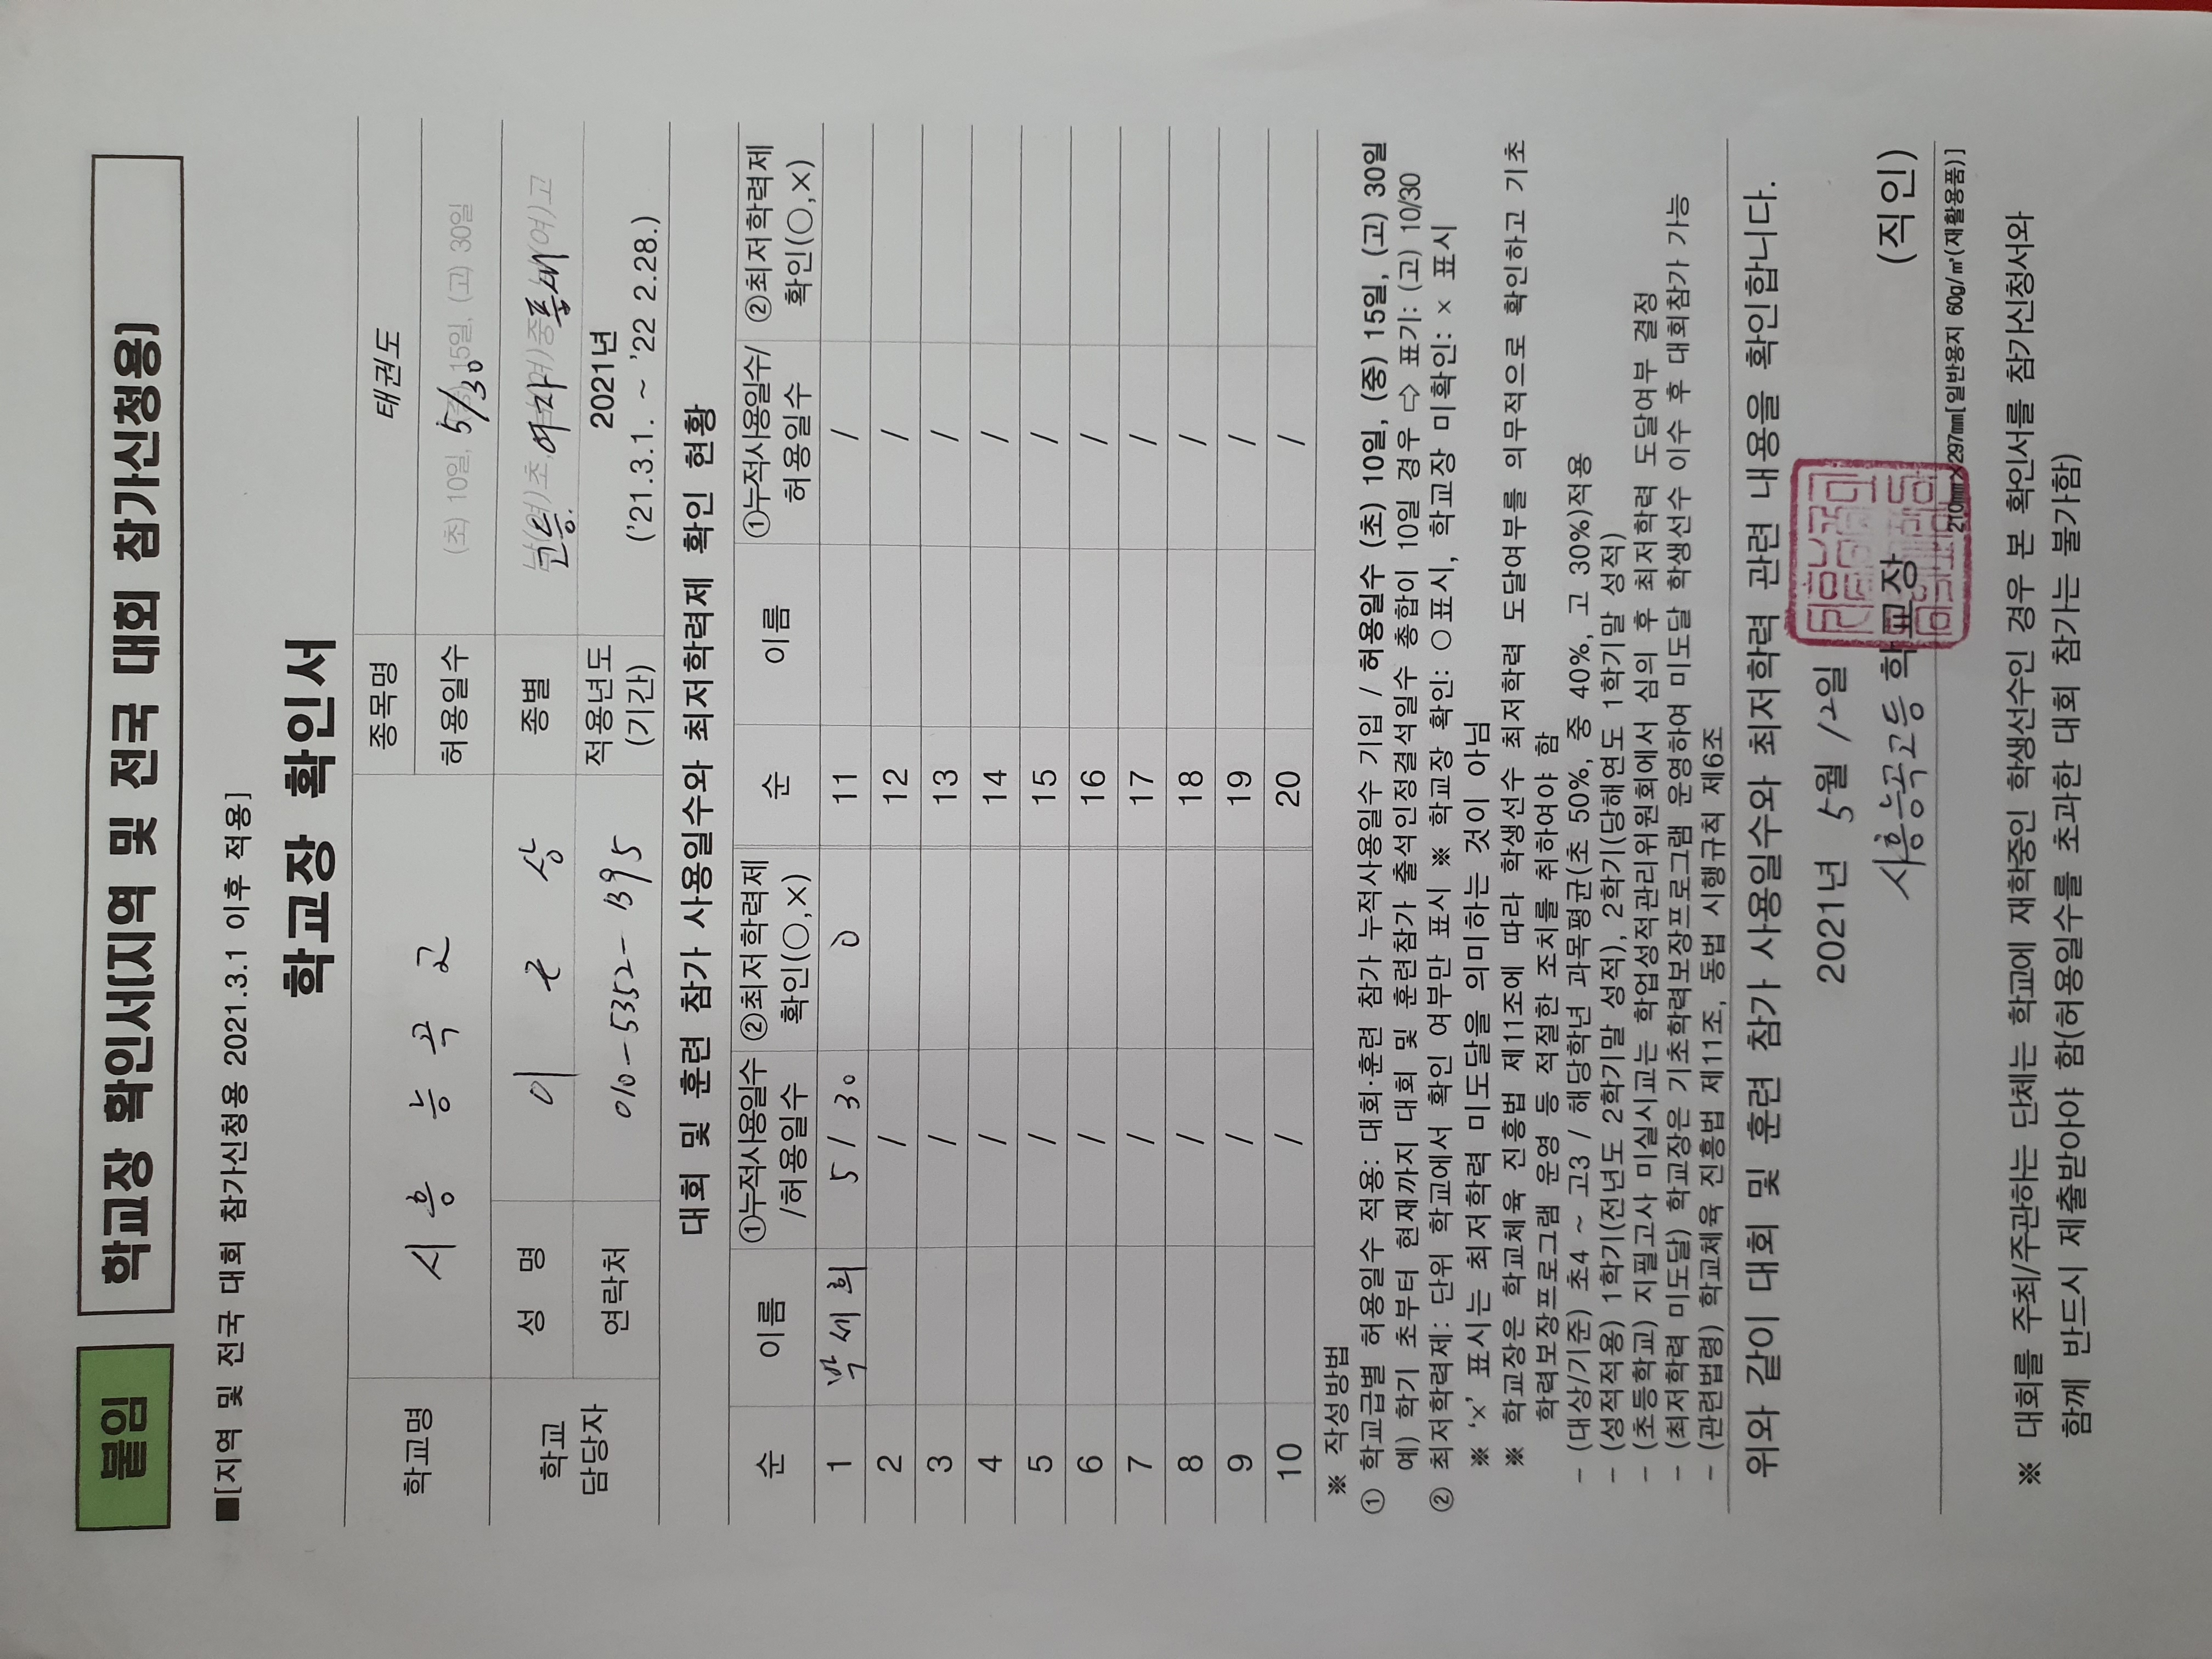 붙임 학교장 확인서(지역 및 전국 대회 참가신청용)
■[지역 및 전국 대회 참가신청용 2021.3.1 이후 적용]
학교장 확인서
학교명 시흥능곡고 종목명 태권도
허용일수 (초) 10일, 15일, (고) 30일 5/30
학교 담당자 성 명 이 상 종별 고등. 여자 품새
연락처 010-5352-1395 적용년도 (기간) 2021년 ('21.3.1. ~ '22 2.28.)
대회 및 훈련 참가 사용일수와 최저학력제 확인 현황
순 이름 ①누적사용일수/허용일수 ②최저학력제 확인(○,×) 순 이름 ①누적사용일수/허용일수 ②최저학력제 확인(○,×)
1 박세희 5/30 ○ 11 /
2 / 12 /
3 / 13 /
4 / 14 /
5 / 15 /
6 / 16 /
7 / 17 /
8 / 18 /
9 / 19 /
10 / 20 /
※ 작성방법
① 학교급별 허용일수 적용: 대회·훈련 참가 누적사용일수 기입 / 허용일수 (초) 10일, (중) 15일, (고) 30일
예) 학기 초부터 현재까지 대회 및 훈련참가 출석인정결석일수 총합이 10일 경우 ⇨ 표기: (고) 10/30
② 최저학력제: 단위 학교에서 확인 여부만 표시 ※ 학교장 확인: ○표시, 학교장 미확인: × 표시
※ ‘×’ 표시는 최저학력 미도달을 의미하는 것이 아님
※ 학교장은 학교체육 진흥법 제11조에 따라 학생선수 최저학력 도달여부를 의무적으로 확인하고 기초
학력보장프로그램 운영 등 적절한 조치를 취하여야 함
- (대상/기준) 초4 ~ 고3 / 해당학년 과목평균(초 50%, 중 40%, 고 30%)적용
- (성적적용) 1학기(전년도 2학기말 성적), 2학기(당해연도 1학기말 성적)
- (초등학교) 지필고사 미실시교는 학업성적관리위원회에서 심의 후 최저학력 도달여부 결정
- (최저학력 미도달) 학교장은 기초학력보장프로그램 운영하여 미도달 학생선수 이수 후 대회참가 가능
- (관련법령) 학교체육 진흥법 제11조, 동법 시행규칙 제6조
위와 같이 대회 및 훈련 참가 사용일수와 최저학력 관련 내용을 확인합니다.
2021년 5월 12일
시흥능곡고등 학교장 (직인)
210㎜×297㎜[일반용지 60g/㎡(재활용품)]
※ 대회를 주최/주관하는 단체는 학교에 재학중인 학생선수인 경우 본 확인서를 참가신청서와
함께 반드시 제출받아야 함(허용일수를 초과한 대회 참가는 불가함)